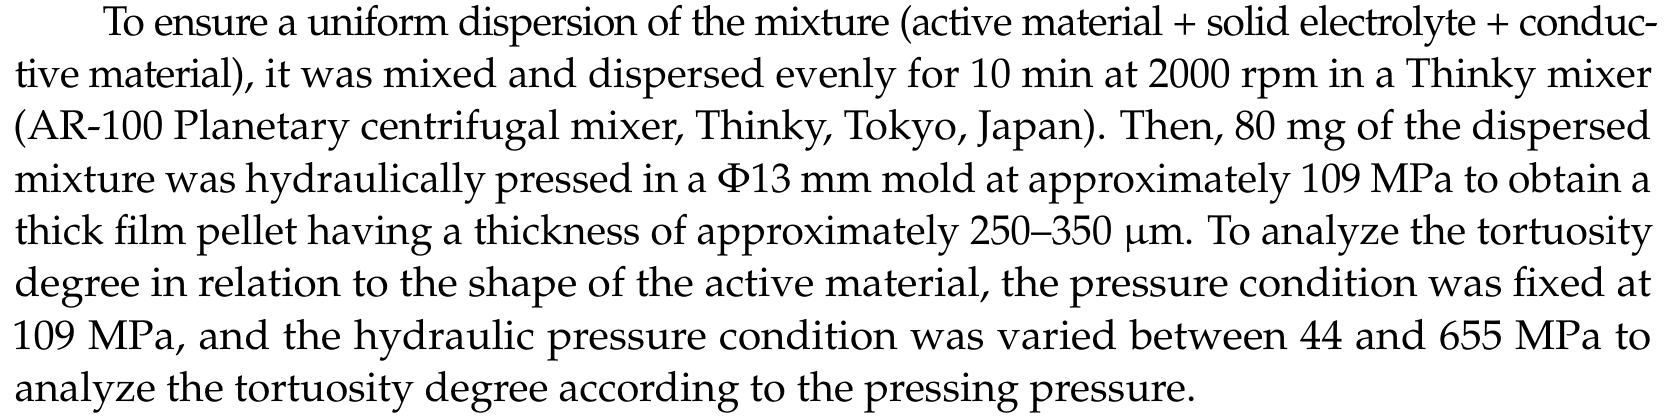 To ensure a uniform dispersion of the mixture (active material + solid electrolyte + conduc-
tive material), it was mixed and dispersed evenly for 10 min at 2000 rpm in a Thinky mixer
(AR-100 Planetary centrifugal mixer, Thinky, Tokyo, Japan). Then, 80 mg of the dispersed
mixture was hydraulically pressed in a Φ13 mm mold at approximately 109 MPa to obtain a
thick film pellet having a thickness of approximately 250–350 μm. To analyze the tortuosity
degree in relation to the shape of the active material, the pressure condition was fixed at
109 MPa, and the hydraulic pressure condition was varied between 44 and 655 MPa to
analyze the tortuosity degree according to the pressing pressure.